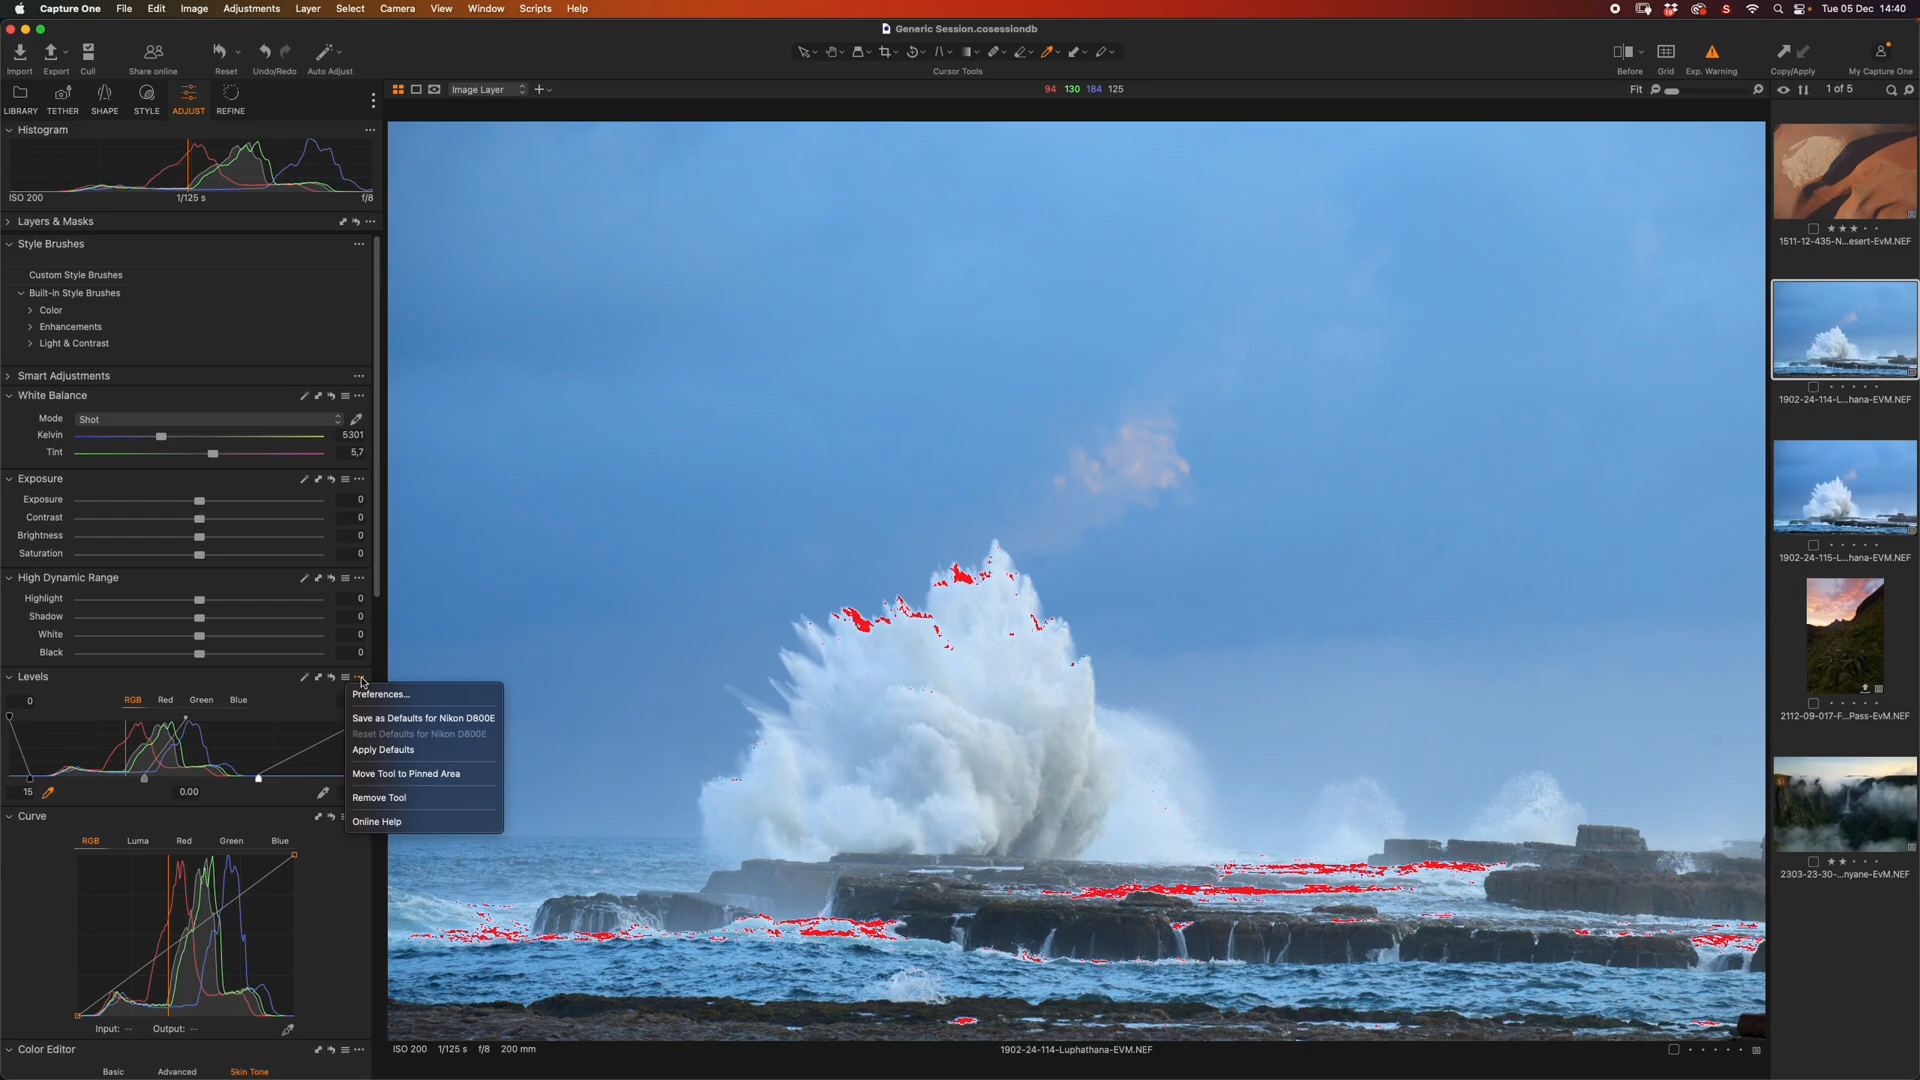 Capture One File Edit Image Adjustments Layer Select Camera View Window Scripts Help
Tue 05 Dec 14:40
Generic Session.cosessiondb
Import Export Cull Share online Reset Undo/Redo Auto Adjust
Cursor Tools
Before Grid Exp. Warning Copy/Apply My Capture One
LIBRARY TETHER SHAPE STYLE ADJUST REFINE
Image Layer
94 130 184 125
Fit
1 of 5
Histogram
ISO 200 1/125 s f/8
Layers & Masks
Style Brushes
Custom Style Brushes
Built-in Style Brushes
Color
Enhancements
Light & Contrast
Smart Adjustments
White Balance
Mode Shot
Kelvin 5301
Tint 5,7
Exposure
Exposure 0
Contrast 0
Brightness 0
Saturation 0
High Dynamic Range
Highlight 0
Shadow 0
White 0
Black 0
Levels
0 RGB Red Green Blue
15 0.00
Preferences...
Save as Defaults for Nikon D800E
Reset Defaults for Nikon D800E
Apply Defaults
Move Tool to Pinned Area
Remove Tool
Online Help
Curve
RGB Luma Red Green Blue
Input: -- Output: --
Color Editor
Basic Advanced Skin Tone
ISO 200 1/125 s f/8 200 mm
1902-24-114-Luphathana-EVM.NEF
1511-12-435-N...esert-EvM.NEF
1902-24-114-L...hana-EVM.NEF
1902-24-115-L...hana-EVM.NEF
2112-09-017-F...Pass-EvM.NEF
2303-23-30-...nyane-EvM.NEF